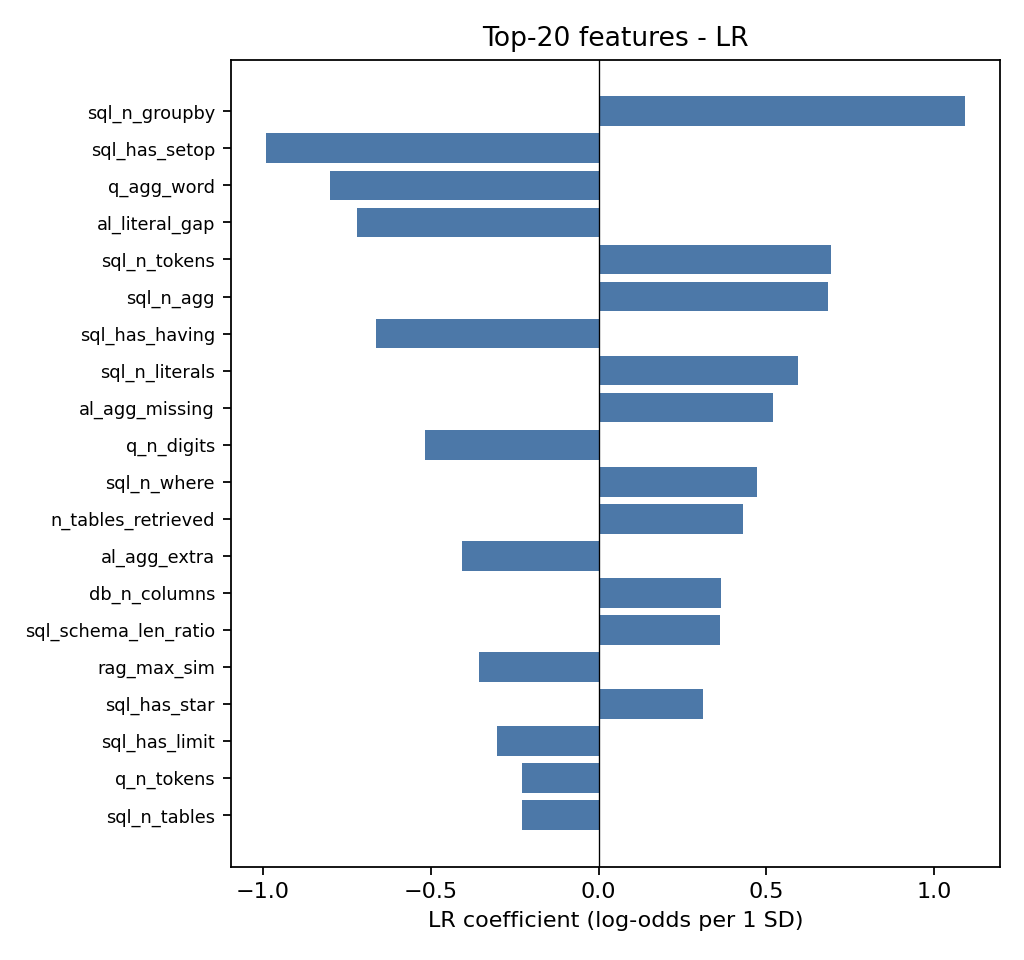 Top-20 features - LR
sql_n_groupby
sql_has_setop
q_agg_word
al_literal_gap
sql_n_tokens
sql_n_agg
sql_has_having
sql_n_literals
al_agg_missing
q_n_digits
sql_n_where
n_tables_retrieved
al_agg_extra
db_n_columns
sql_schema_len_ratio
rag_max_sim
sql_has_star
sql_has_limit
q_n_tokens
sql_n_tables
−1.0 −0.5 0.0 0.5 1.0
LR coefficient (log-odds per 1 SD)